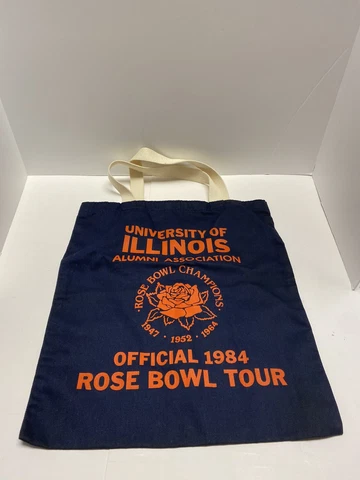 UNIVERSITY OF
ILLINOIS
ALUMNI ASSOCIATION
·ROSE BOWL CHAMPIONS·
1947 · 1952 · 1964
OFFICIAL 1984
ROSE BOWL TOUR